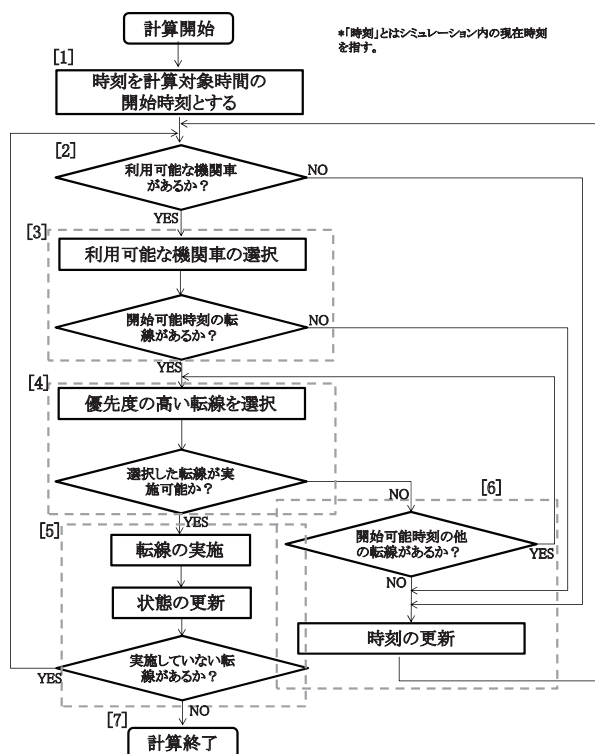 計算開始
*「時刻」とはシミュレーション内の現在時刻
を指す。
[1]
時刻を計算対象時間の
開始時刻とする
[2]
利用可能な機関車
があるか？
NO
YES
[3]
利用可能な機関車の選択
開始可能時刻の転
線があるか？
NO
YES
[4]
優先度の高い転線を選択
選択した転線が実
施可能か？
NO
YES
[6]
開始可能時刻の他
の転線があるか？
YES
NO
時刻の更新
[5]
転線の実施
状態の更新
実施していない転
線があるか？
YES
NO
[7]
計算終了